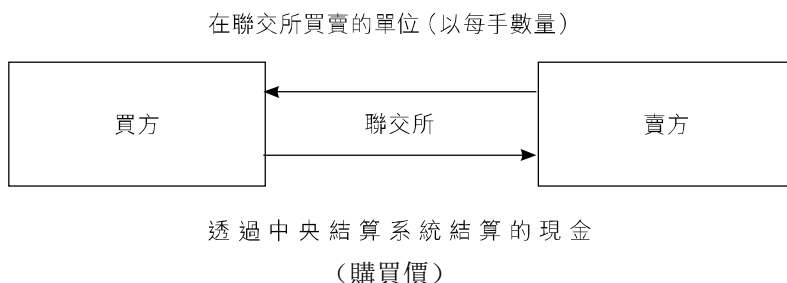 在聯交所買賣的單位（以每手數量）
買方
聯交所
賣方
透過中央結算系統結算的現金
（購買價）